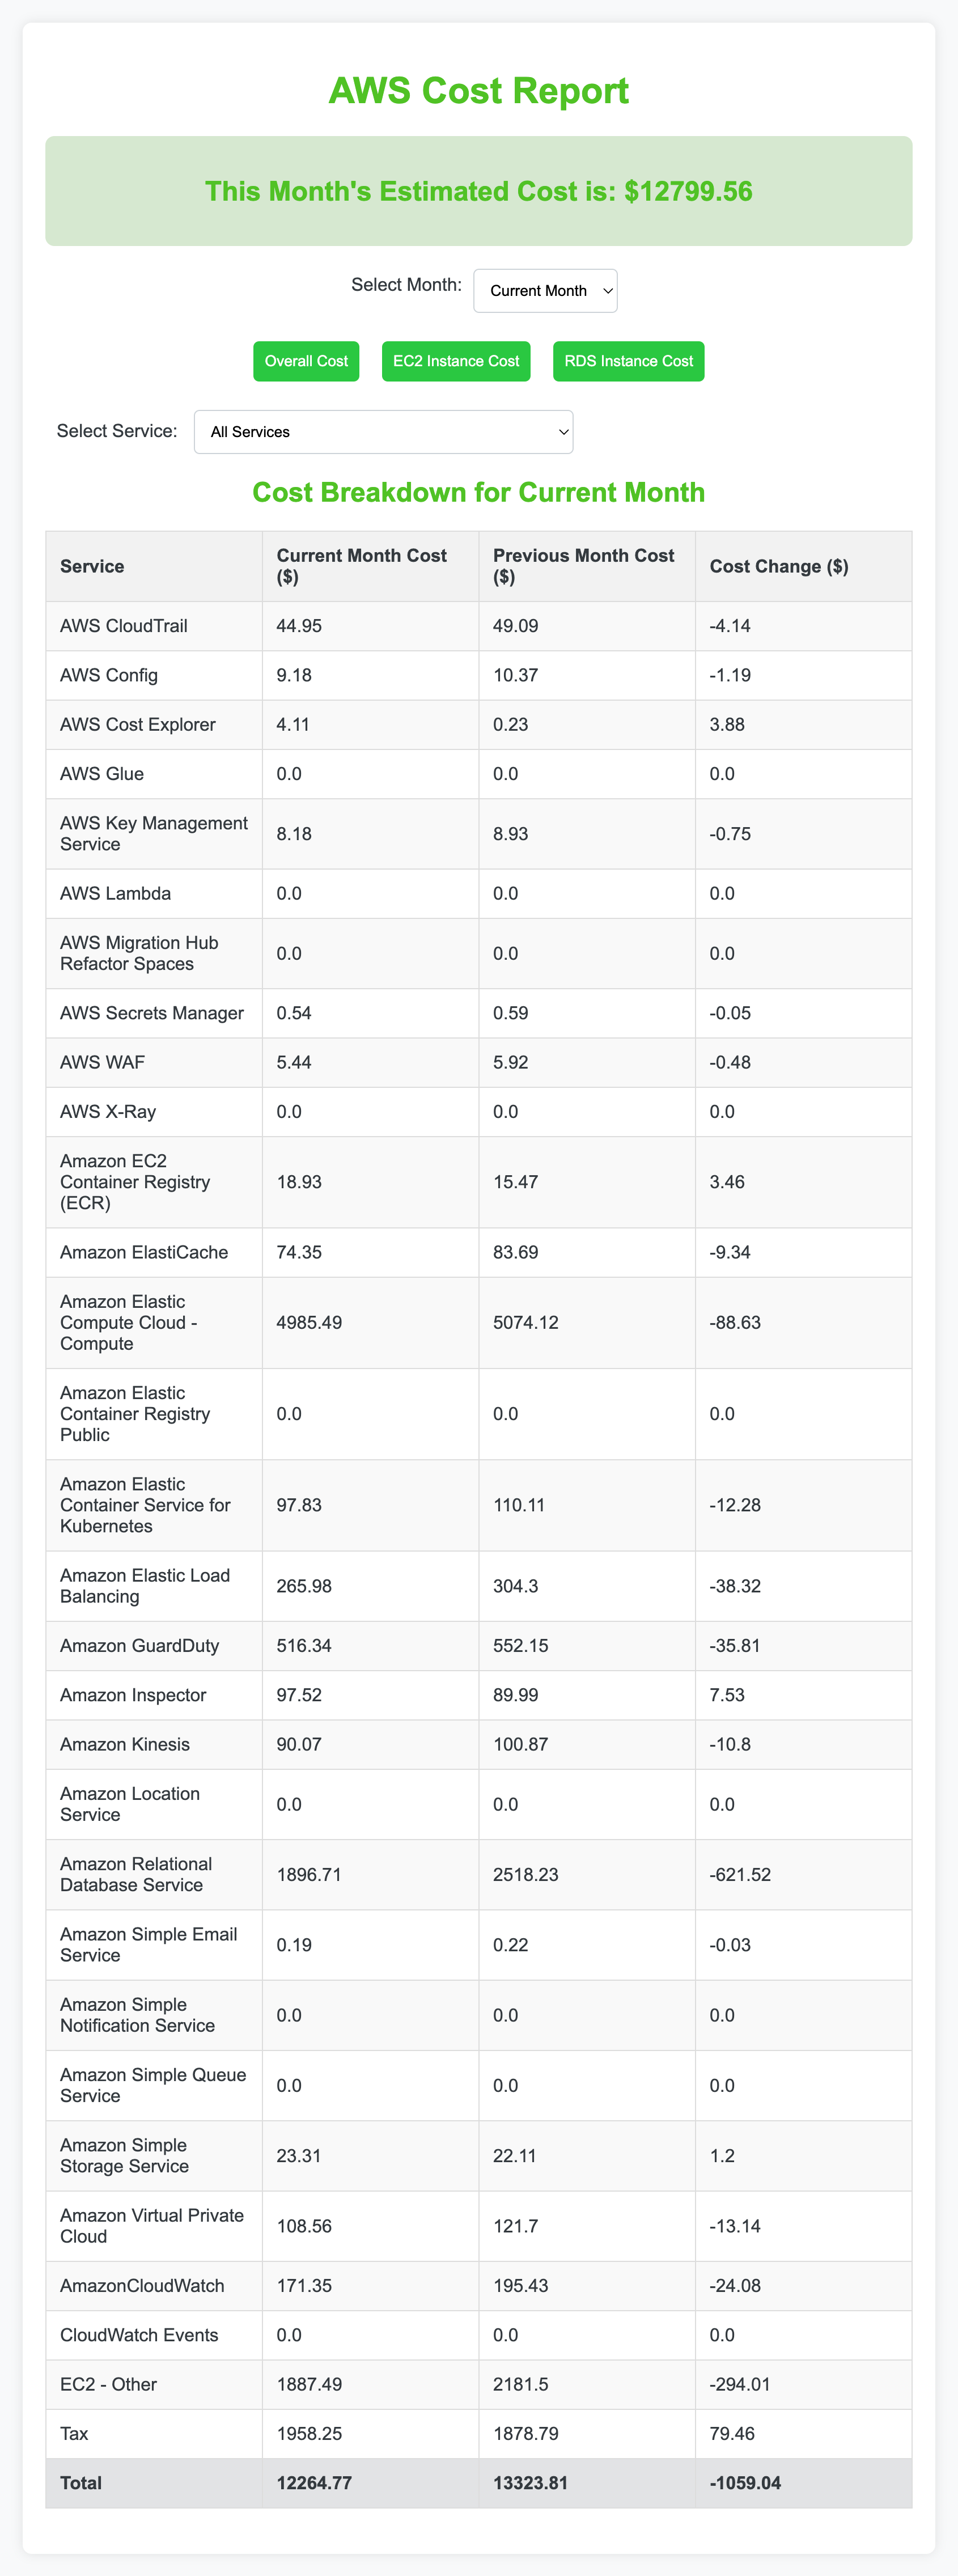 AWS Cost Report
This Month's Estimated Cost is: $12799.56
Select Month: Current Month
Overall Cost EC2 Instance Cost RDS Instance Cost
Select Service: All Services
Cost Breakdown for Current Month
Service Current Month Cost ($) Previous Month Cost ($) Cost Change ($)
AWS CloudTrail 44.95 49.09 -4.14
AWS Config 9.18 10.37 -1.19
AWS Cost Explorer 4.11 0.23 3.88
AWS Glue 0.0 0.0 0.0
AWS Key Management Service 8.18 8.93 -0.75
AWS Lambda 0.0 0.0 0.0
AWS Migration Hub Refactor Spaces 0.0 0.0 0.0
AWS Secrets Manager 0.54 0.59 -0.05
AWS WAF 5.44 5.92 -0.48
AWS X-Ray 0.0 0.0 0.0
Amazon EC2 Container Registry (ECR) 18.93 15.47 3.46
Amazon ElastiCache 74.35 83.69 -9.34
Amazon Elastic Compute Cloud - Compute 4985.49 5074.12 -88.63
Amazon Elastic Container Registry Public 0.0 0.0 0.0
Amazon Elastic Container Service for Kubernetes 97.83 110.11 -12.28
Amazon Elastic Load Balancing 265.98 304.3 -38.32
Amazon GuardDuty 516.34 552.15 -35.81
Amazon Inspector 97.52 89.99 7.53
Amazon Kinesis 90.07 100.87 -10.8
Amazon Location Service 0.0 0.0 0.0
Amazon Relational Database Service 1896.71 2518.23 -621.52
Amazon Simple Email Service 0.19 0.22 -0.03
Amazon Simple Notification Service 0.0 0.0 0.0
Amazon Simple Queue Service 0.0 0.0 0.0
Amazon Simple Storage Service 23.31 22.11 1.2
Amazon Virtual Private Cloud 108.56 121.7 -13.14
AmazonCloudWatch 171.35 195.43 -24.08
CloudWatch Events 0.0 0.0 0.0
EC2 - Other 1887.49 2181.5 -294.01
Tax 1958.25 1878.79 79.46
Total 12264.77 13323.81 -1059.04